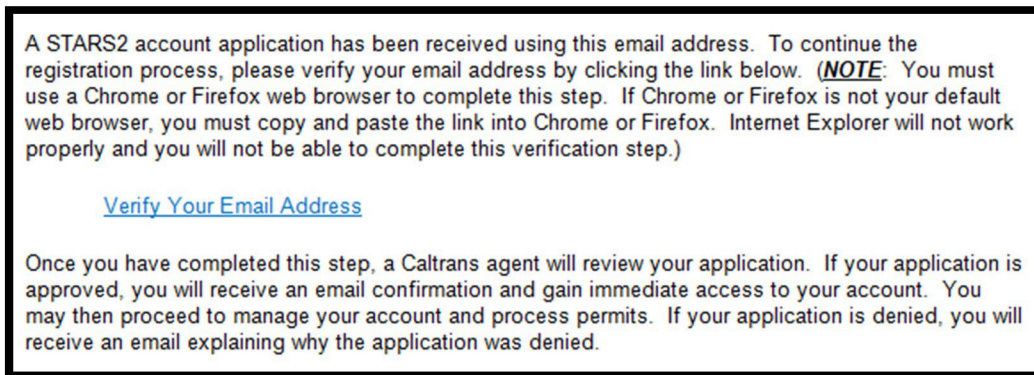 A STARS2 account application has been received using this email address.  To continue the
registration process, please verify your email address by clicking the link below.  (NOTE:  You must
use a Chrome or Firefox web browser to complete this step.  If Chrome or Firefox is not your default
web browser, you must copy and paste the link into Chrome or Firefox.  Internet Explorer will not work
properly and you will not be able to complete this verification step.)
Verify Your Email Address
Once you have completed this step, a Caltrans agent will review your application.  If your application is
approved, you will receive an email confirmation and gain immediate access to your account.  You
may then proceed to manage your account and process permits.  If your application is denied, you will
receive an email explaining why the application was denied.